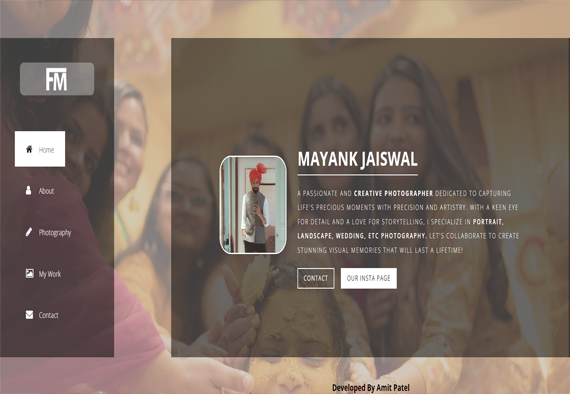 FM
Home
About
Photography
My Work
Contact
MAYANK JAISWAL
A PASSIONATE AND CREATIVE PHOTOGRAPHER DEDICATED TO CAPTURING
LIFE'S PRECIOUS MOMENTS WITH PRECISION AND ARTISTRY. WITH A KEEN EYE
FOR DETAIL AND A LOVE FOR STORYTELLING, I SPECIALIZE IN PORTRAIT,
LANDSCAPE, WEDDING, ETC PHOTOGRAPHY. LET'S COLLABORATE TO CREATE
STUNNING VISUAL MEMORIES THAT WILL LAST A LIFETIME!
CONTACT OUR INSTA PAGE
Developed By Amit Patel